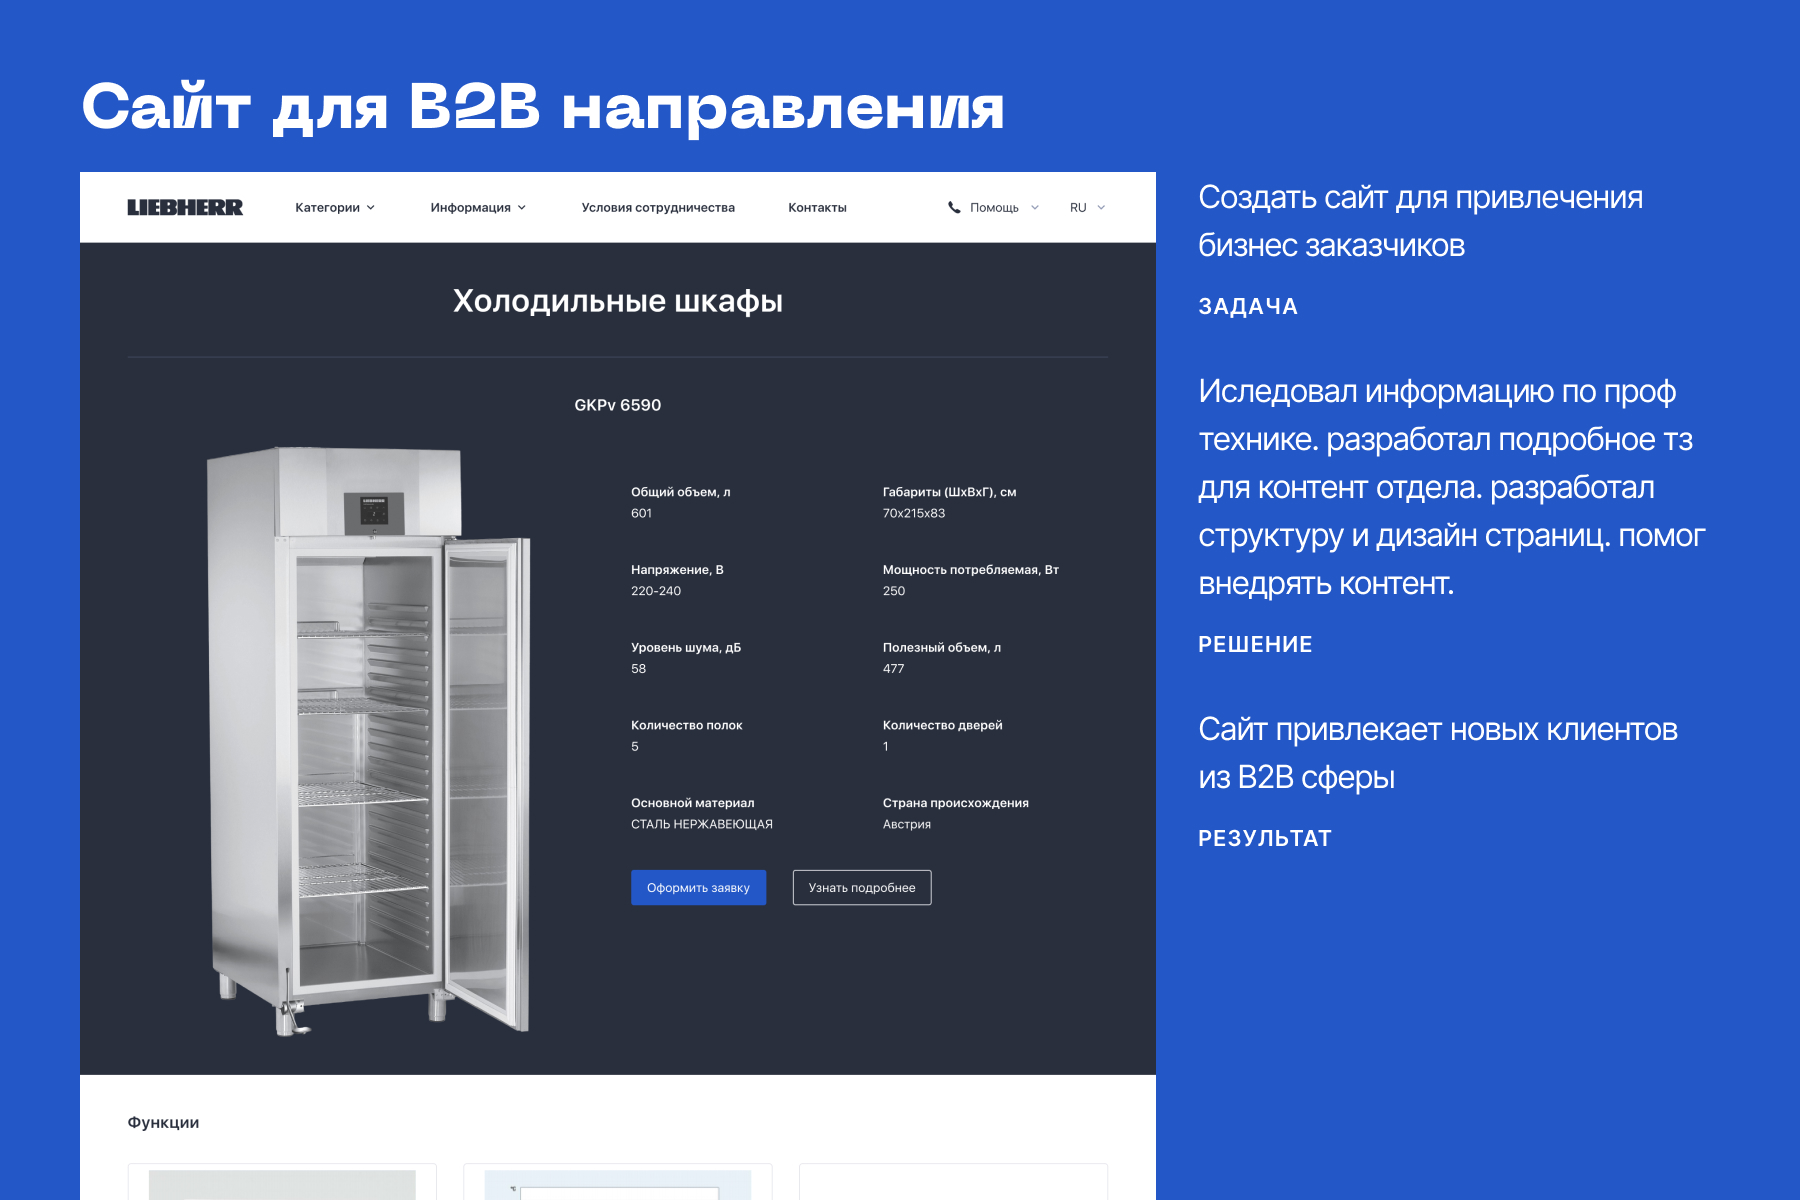 Сайт для B2B направления
LIEBHERR
Категории
Информация
Условия сотрудничества
Контакты
Помощь
RU
Холодильные шкафы
GKPv 6590
Общий объем, л
601
Габариты (ШхВхГ), см
70х215х83
Напряжение, В
220-240
Мощность потребляемая, Вт
250
Уровень шума, дБ
58
Полезный объем, л
477
Количество полок
5
Количество дверей
1
Основной материал
СТАЛЬ НЕРЖАВЕЮЩАЯ
Страна происхождения
Австрия
Оформить заявку
Узнать подробнее
Функции
Создать сайт для привлечения
бизнес заказчиков
ЗАДАЧА
Иследовал информацию по проф
технике. разработал подробное тз
для контент отдела. разработал
структуру и дизайн страниц. помог
внедрять контент.
РЕШЕНИЕ
Сайт привлекает новых клиентов
из B2B сферы
РЕЗУЛЬТАТ